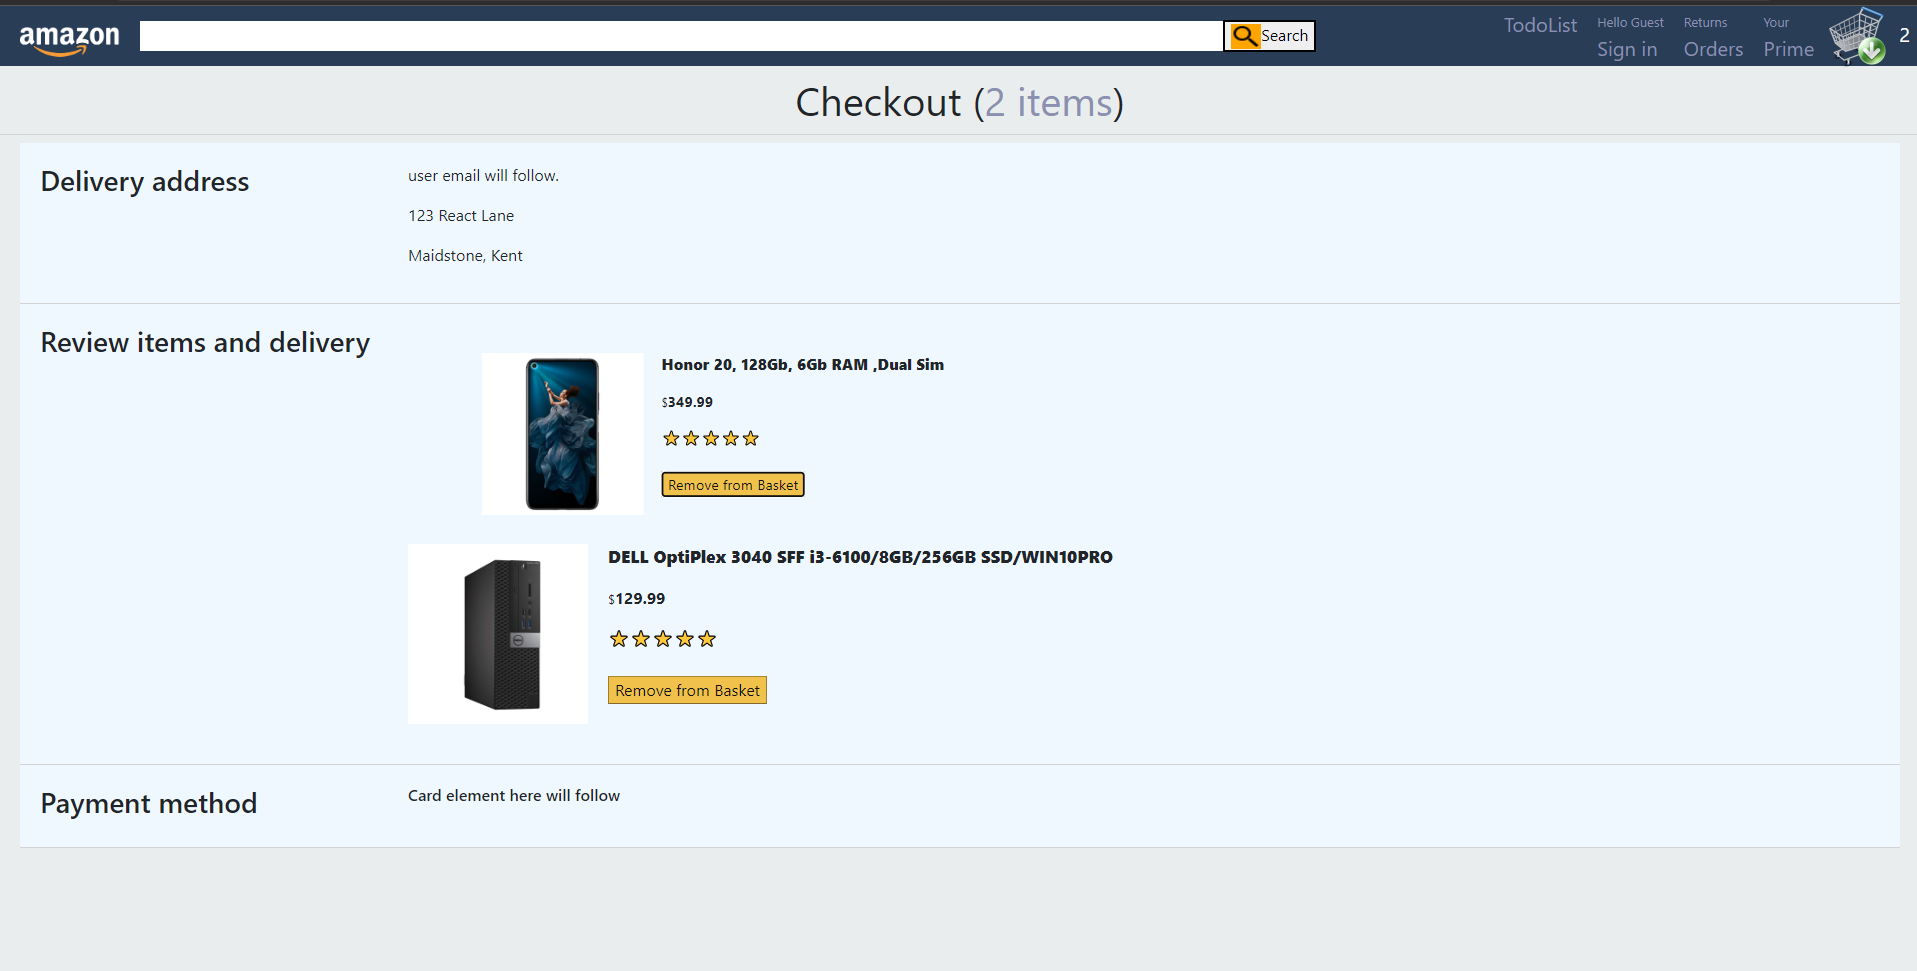 amazon
Search
TodoList
Hello Guest
Sign in
Returns
Orders
Your
Prime
2
Checkout (2 items)
Delivery address
user email will follow.
123 React Lane
Maidstone, Kent
Review items and delivery
Honor 20, 128Gb, 6Gb RAM ,Dual Sim
$349.99
Remove from Basket
DELL OptiPlex 3040 SFF i3-6100/8GB/256GB SSD/WIN10PRO
$129.99
Remove from Basket
Payment method
Card element here will follow